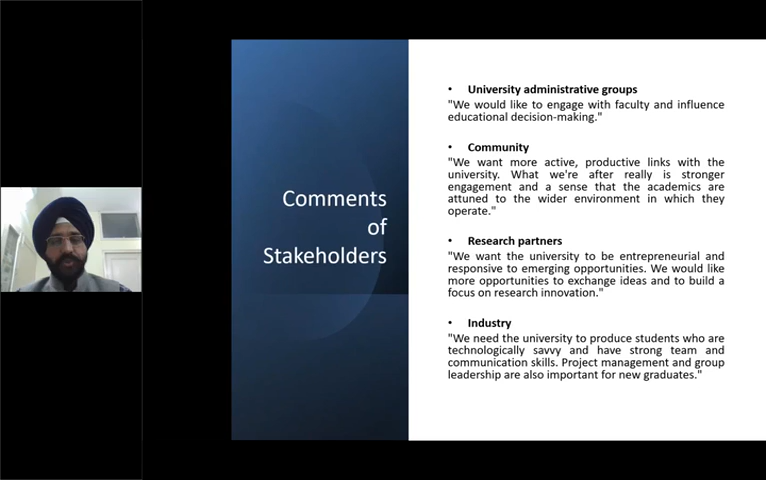 Comments
of
Stakeholders
• University administrative groups
"We would like to engage with faculty and influence
educational decision-making."
• Community
"We want more active, productive links with the
university. What we're after really is stronger
engagement and a sense that the academics are
attuned to the wider environment in which they
operate."
• Research partners
"We want the university to be entrepreneurial and
responsive to emerging opportunities. We would like
more opportunities to exchange ideas and to build a
focus on research innovation."
• Industry
"We need the university to produce students who are
technologically savvy and have strong team and
communication skills. Project management and group
leadership are also important for new graduates."